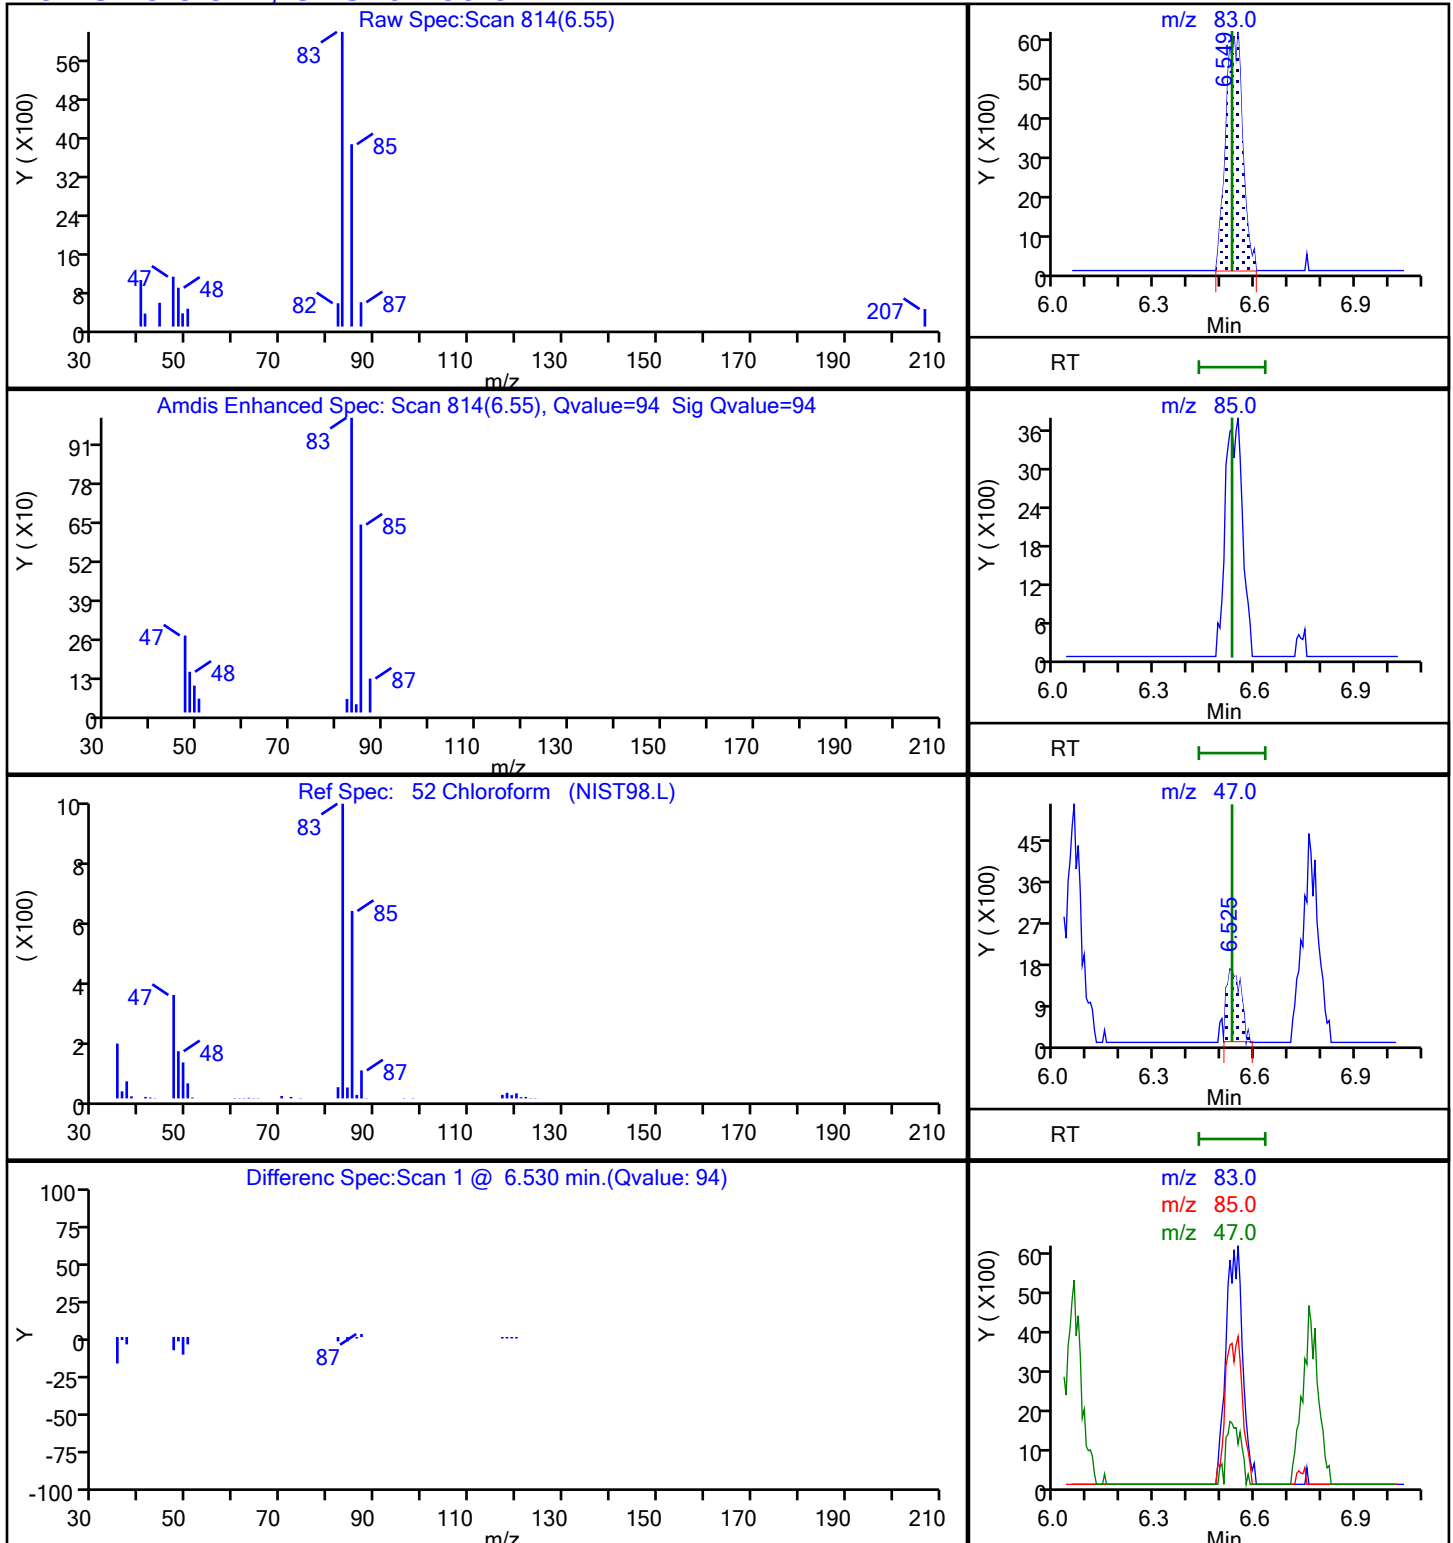 Raw Spec:Scan 814(6.55)
Y ( X100)
56
48
40
32
24
16
8
0
83
85
47
48
82
87
207
30 50 70 90 110 130 150 170 190 210
m/z
m/z 83.0
Y ( X100)
60
50
40
30
20
10
0
6.549
6.0 6.3 6.6 6.9
Min
RT
Amdis Enhanced Spec: Scan 814(6.55), Qvalue=94 Sig Qvalue=94
Y ( X10)
91
78
65
52
39
26
13
0
83
85
47
48
87
30 50 70 90 110 130 150 170 190 210
m/z
m/z 85.0
Y ( X100)
36
30
24
18
12
6
0
6.0 6.3 6.6 6.9
Min
RT
Ref Spec: 52 Chloroform (NIST98.L)
( X100)
10
8
6
4
2
0
83
85
47
48
87
30 50 70 90 110 130 150 170 190 210
m/z
m/z 47.0
Y ( X100)
45
36
27
18
9
0
6.525
6.0 6.3 6.6 6.9
Min
RT
Differenc Spec:Scan 1 @ 6.530 min.(Qvalue: 94)
Y
100
75
50
25
0
-25
-50
-75
-100
87
30 50 70 90 110 130 150 170 190 210
m/z
m/z 83.0
m/z 85.0
m/z 47.0
Y ( X100)
60
50
40
30
20
10
0
6.0 6.3 6.6 6.9
Min